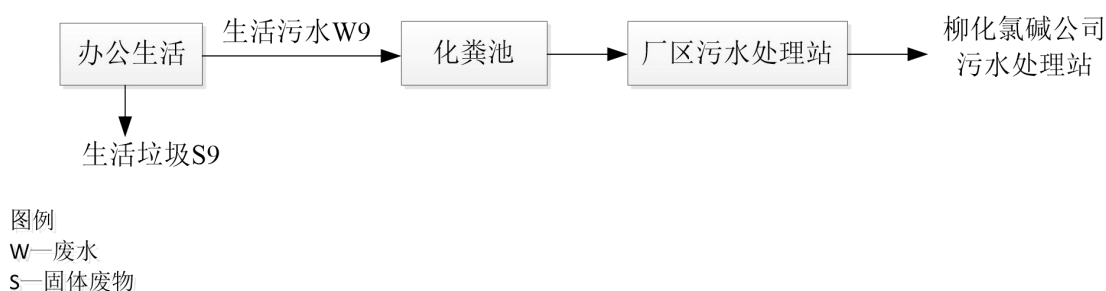 办公生活
生活污水W9
化粪池
厂区污水处理站
柳化氯碱公司
污水处理站
生活垃圾S9
图例
W—废水
S—固体废物